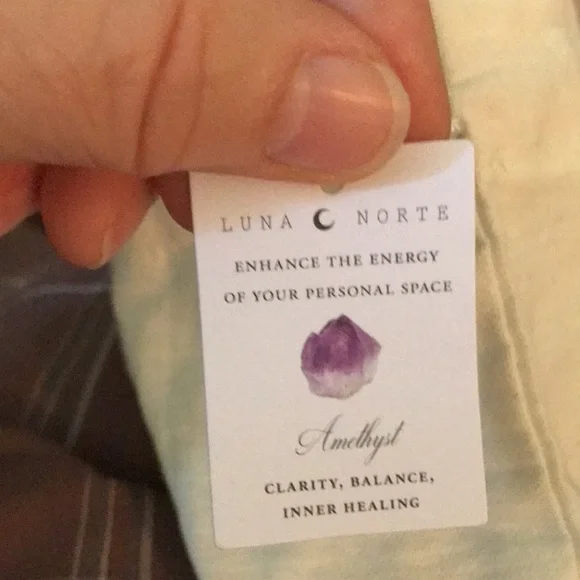 LUNA NORTE
ENHANCE THE ENERGY
OF YOUR PERSONAL SPACE
Amethyst
CLARITY, BALANCE,
INNER HEALING